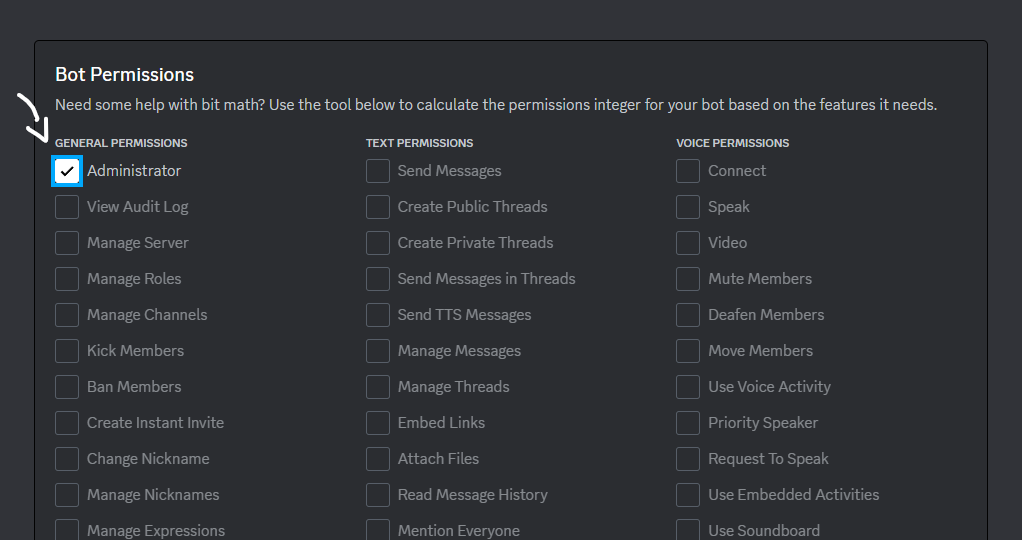 Bot Permissions
Need some help with bit math? Use the tool below to calculate the permissions integer for your bot based on the features it needs.
GENERAL PERMISSIONS
Administrator
View Audit Log
Manage Server
Manage Roles
Manage Channels
Kick Members
Ban Members
Create Instant Invite
Change Nickname
Manage Nicknames
Manage Expressions
TEXT PERMISSIONS
Send Messages
Create Public Threads
Create Private Threads
Send Messages in Threads
Send TTS Messages
Manage Messages
Manage Threads
Embed Links
Attach Files
Read Message History
Mention Everyone
VOICE PERMISSIONS
Connect
Speak
Video
Mute Members
Deafen Members
Move Members
Use Voice Activity
Priority Speaker
Request To Speak
Use Embedded Activities
Use Soundboard